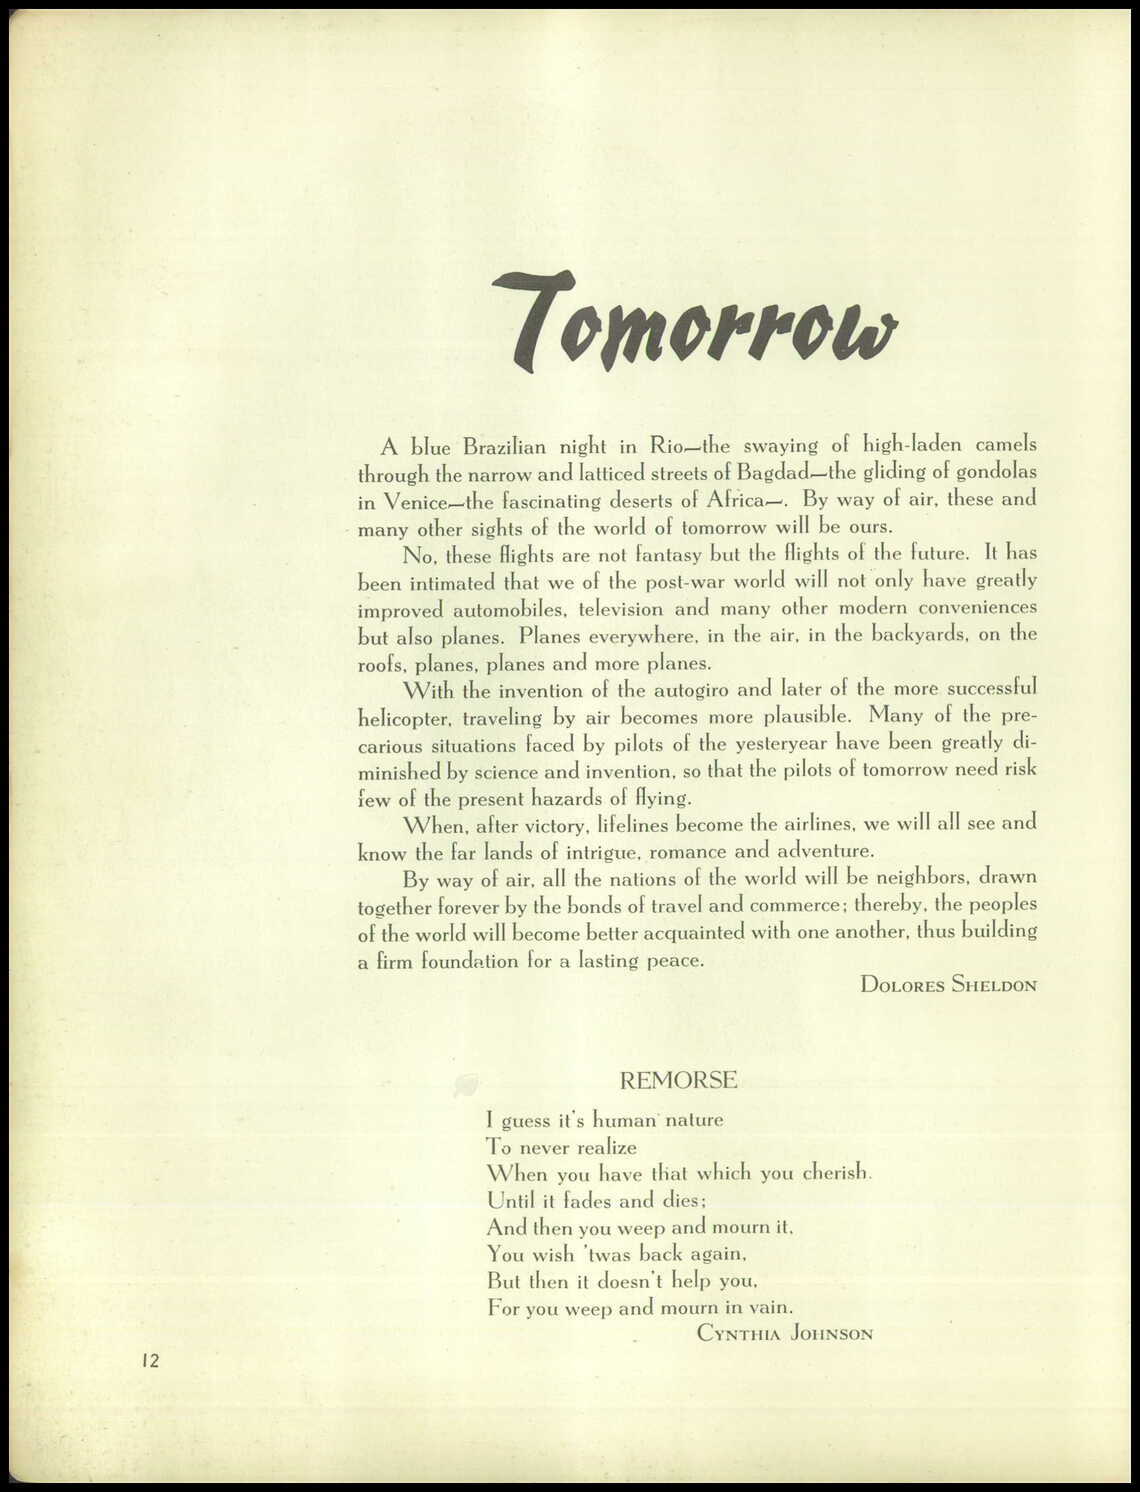 Tomorrow
A blue Brazilian night in Rio—the swaying of high-laden camels
through the narrow and latticed streets of Bagdad—the gliding of gondolas
in Venice—the fascinating deserts of Africa—. By way of air, these and
many other sights of the world of tomorrow will be ours.
No, these flights are not fantasy but the flights of the future. It has
been intimated that we of the post-war world will not only have greatly
improved automobiles, television and many other modern conveniences
but also planes. Planes everywhere, in the air, in the backyards, on the
roofs, planes, planes and more planes.
With the invention of the autogiro and later of the more successful
helicopter, traveling by air becomes more plausible. Many of the pre-
carious situations faced by pilots of the yesteryear have been greatly di-
minished by science and invention, so that the pilots of tomorrow need risk
few of the present hazards of flying.
When, after victory, lifelines become the airlines, we will all see and
know the far lands of intrigue, romance and adventure.
By way of air, all the nations of the world will be neighbors, drawn
together forever by the bonds of travel and commerce; thereby, the peoples
of the world will become better acquainted with one another, thus building
a firm foundation for a lasting peace.
DOLORES SHELDON
REMORSE
I guess it's human nature
To never realize
When you have that which you cherish.
Until it fades and dies;
And then you weep and mourn it,
You wish 'twas back again,
But then it doesn't help you,
For you weep and mourn in vain.
CYNTHIA JOHNSON
12